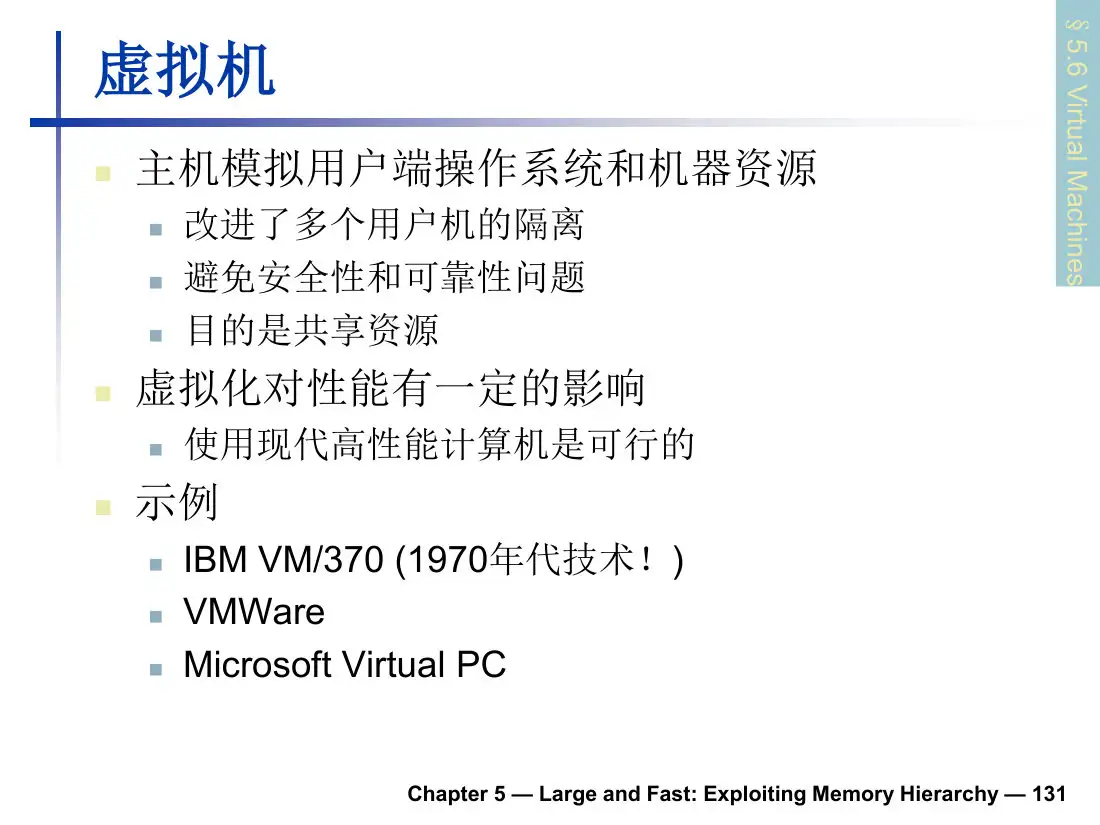 虚拟机
§5.6 Virtual Machines
主机模拟用户端操作系统和机器资源
改进了多个用户机的隔离
避免安全性和可靠性问题
目的是共享资源
虚拟化对性能有一定的影响
使用现代高性能计算机是可行的
示例
IBM VM/370 (1970年代技术！)
VMWare
Microsoft Virtual PC
Chapter 5 — Large and Fast: Exploiting Memory Hierarchy — 131